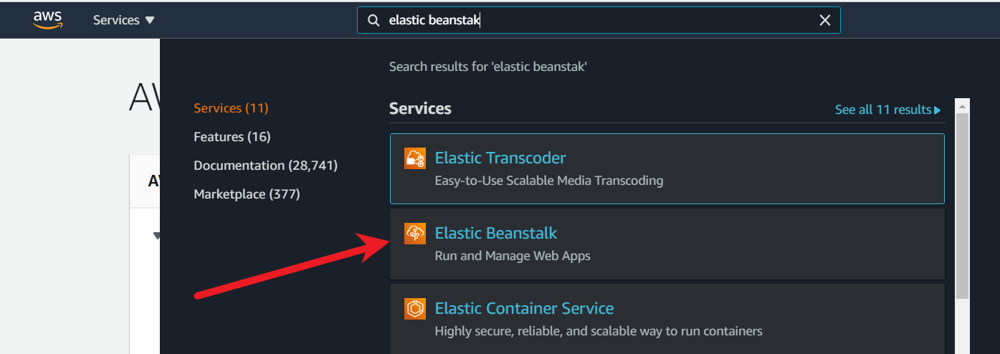 aws
Services
elastic beanstak
Search results for 'elastic beanstak'
Services (11)
Features (16)
Documentation (28,741)
Marketplace (377)
Services
See all 11 results
Elastic Transcoder
Easy-to-Use Scalable Media Transcoding
Elastic Beanstalk
Run and Manage Web Apps
Elastic Container Service
Highly secure, reliable, and scalable way to run containers